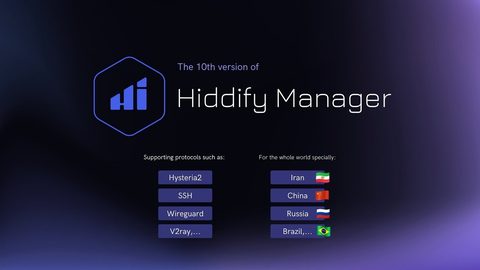 The 10th version of
Hiddify Manager
Supporting protocols such as:
Hysteria2
SSH
Wireguard
V2ray,...
For the whole world specially:
Iran
China
Russia
Brazil,...